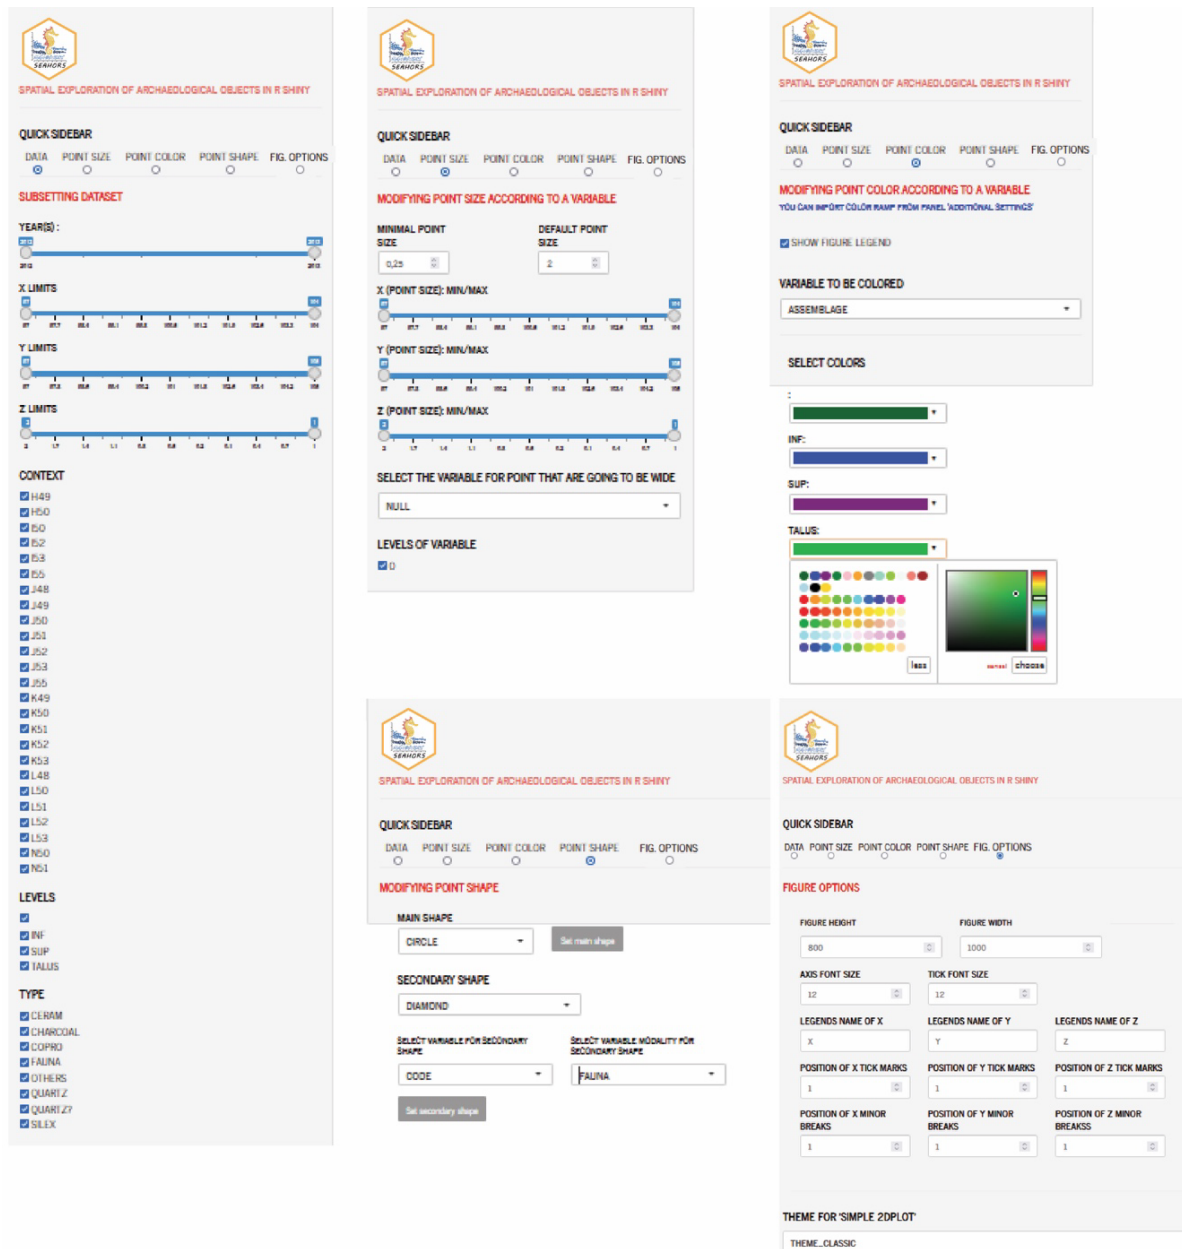 SEAHORS
SPATIAL EXPLORATION OF ARCHAEOLOGICAL OBJECTS IN R SHINY
QUICK SIDEBAR
DATA POINT SIZE POINT COLOR POINT SHAPE FIG. OPTIONS
SUBSETTING DATASET
YEAR(S) :
X LIMITS
Y LIMITS
Z LIMITS
CONTEXT
H49
H50
I50
I52
I53
I55
J48
J49
J50
J51
J52
J53
J55
K49
K50
K51
K52
K53
L48
L50
L51
L52
L53
N50
N51
LEVELS
INF
SUP
TALUS
TYPE
CERAM
CHARCOAL
COPRO
FAUNA
OTHERS
QUARTZ
QUARTZ?
SILEX
SEAHORS
SPATIAL EXPLORATION OF ARCHAEOLOGICAL OBJECTS IN R SHINY
QUICK SIDEBAR
DATA POINT SIZE POINT COLOR POINT SHAPE FIG. OPTIONS
MODIFYING POINT SIZE ACCORDING TO A VARIABLE
MINIMAL POINT SIZE
DEFAULT POINT SIZE
0,25
2
X (POINT SIZE): MIN/MAX
Y (POINT SIZE): MIN/MAX
Z (POINT SIZE): MIN/MAX
SELECT THE VARIABLE FOR POINT THAT ARE GOING TO BE WIDE
NULL
LEVELS OF VARIABLE
SEAHORS
SPATIAL EXPLORATION OF ARCHAEOLOGICAL OBJECTS IN R SHINY
QUICK SIDEBAR
DATA POINT SIZE POINT COLOR POINT SHAPE FIG. OPTIONS
MODIFYING POINT COLOR ACCORDING TO A VARIABLE
YOU CAN IMPORT COLOR RAMP FROM PANEL 'ADDITIONAL SETTINGS'
SHOW FIGURE LEGEND
VARIABLE TO BE COLORED
ASSEMBLAGE
SELECT COLORS
:
INF:
SUP:
TALUS:
less
cancel choose
SEAHORS
SPATIAL EXPLORATION OF ARCHAEOLOGICAL OBJECTS IN R SHINY
QUICK SIDEBAR
DATA POINT SIZE POINT COLOR POINT SHAPE FIG. OPTIONS
MODIFYING POINT SHAPE
MAIN SHAPE
CIRCLE
Set main shape
SECONDARY SHAPE
DIAMOND
SELECT VARIABLE FOR SECONDARY SHAPE
SELECT VARIABLE MODALITY FOR SECONDARY SHAPE
CODE
FAUNA
Set secondary shape
SEAHORS
SPATIAL EXPLORATION OF ARCHAEOLOGICAL OBJECTS IN R SHINY
QUICK SIDEBAR
DATA POINT SIZE POINT COLOR POINT SHAPE FIG. OPTIONS
FIGURE OPTIONS
FIGURE HEIGHT FIGURE WIDTH
800 1000
AXIS FONT SIZE TICK FONT SIZE
12 12
LEGENDS NAME OF X LEGENDS NAME OF Y LEGENDS NAME OF Z
X Y Z
POSITION OF X TICK MARKS POSITION OF Y TICK MARKS POSITION OF Z TICK MARKS
1 1 1
POSITION OF X MINOR BREAKS
POSITION OF Y MINOR BREAKS
POSITION OF Z MINOR BREAKSS
1 1 1
THEME FOR 'SIMPLE 2DPLOT'
THEME_CLASSIC